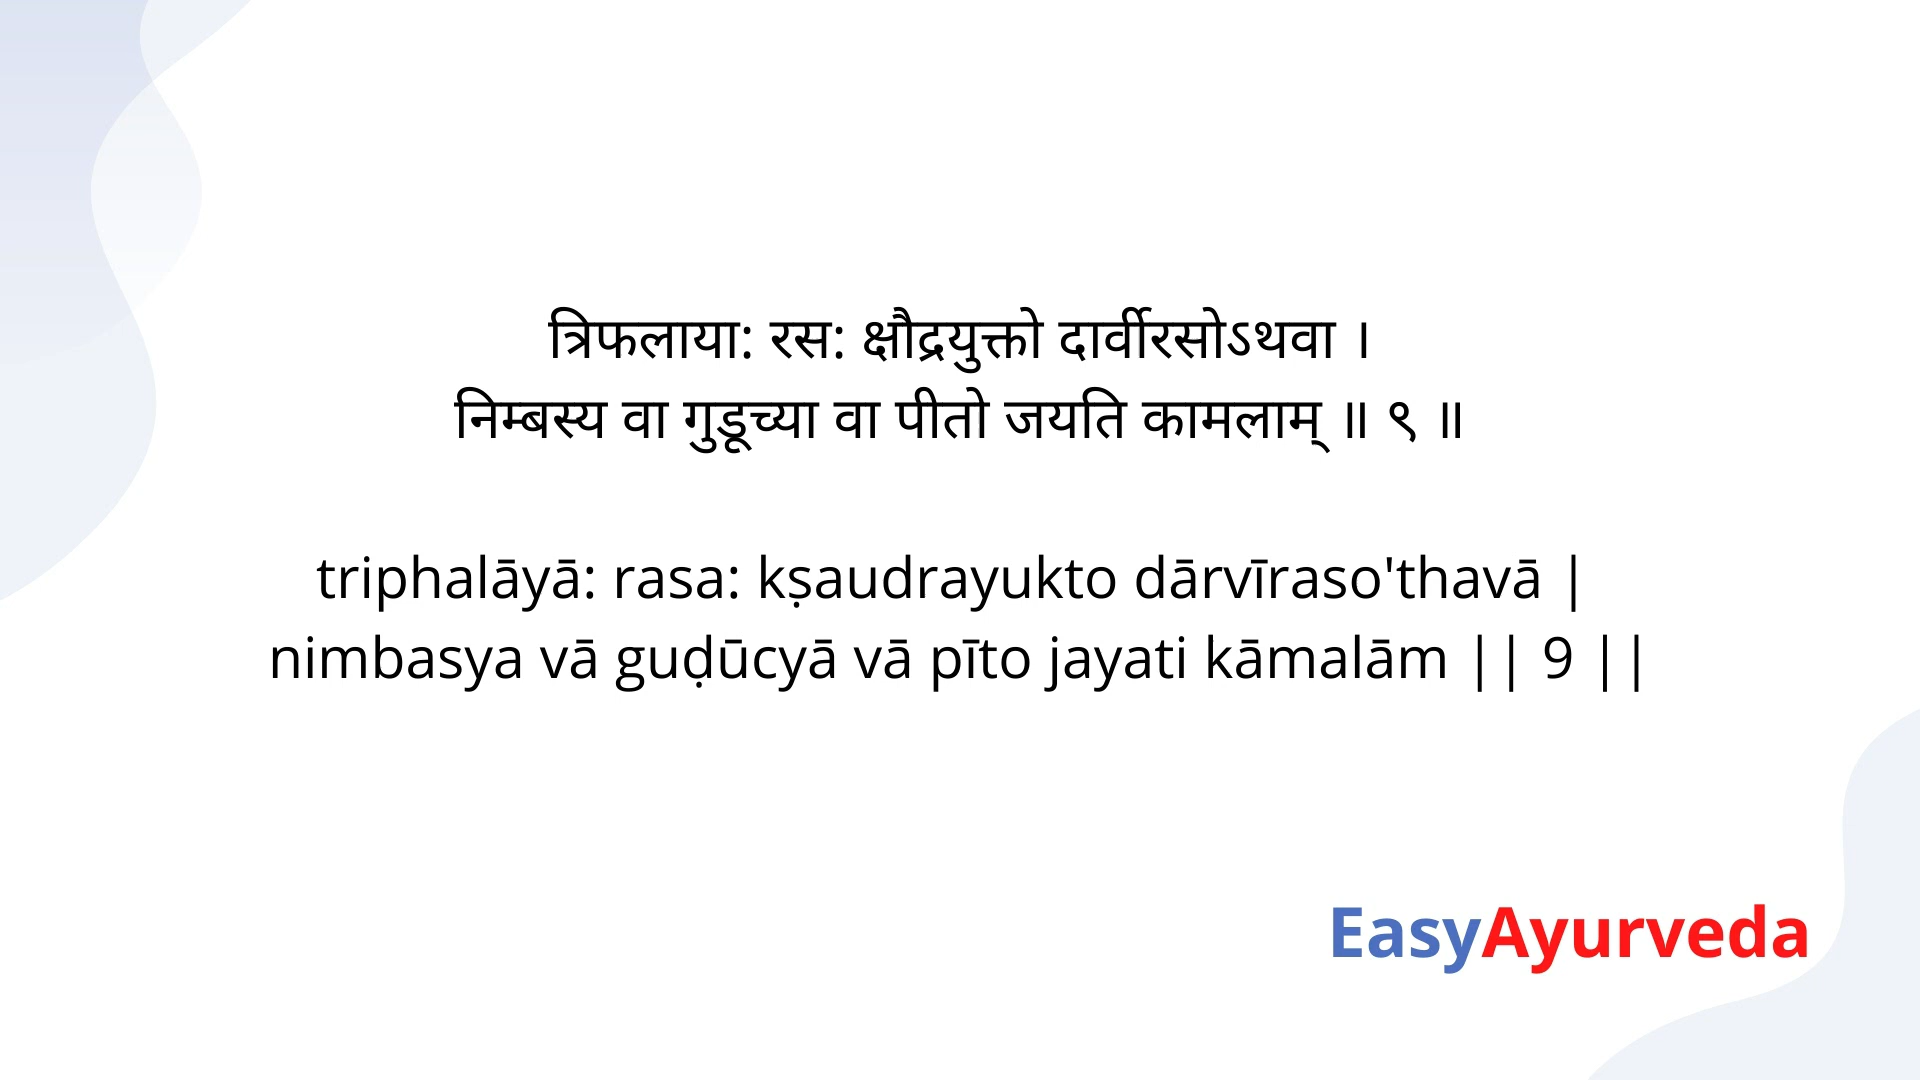 त्रिफलाया: रस: क्षौद्रयुक्तो दार्वीरसोऽथवा ।
निम्बस्य वा गुडूच्या वा पीतो जयति कामलाम् ॥ ९ ॥
triphalāyā: rasa: kṣaudrayukto dārvīraso'thavā |
nimbasya vā guḍūcyā vā pīto jayati kāmalām || 9 ||
EasyAyurveda